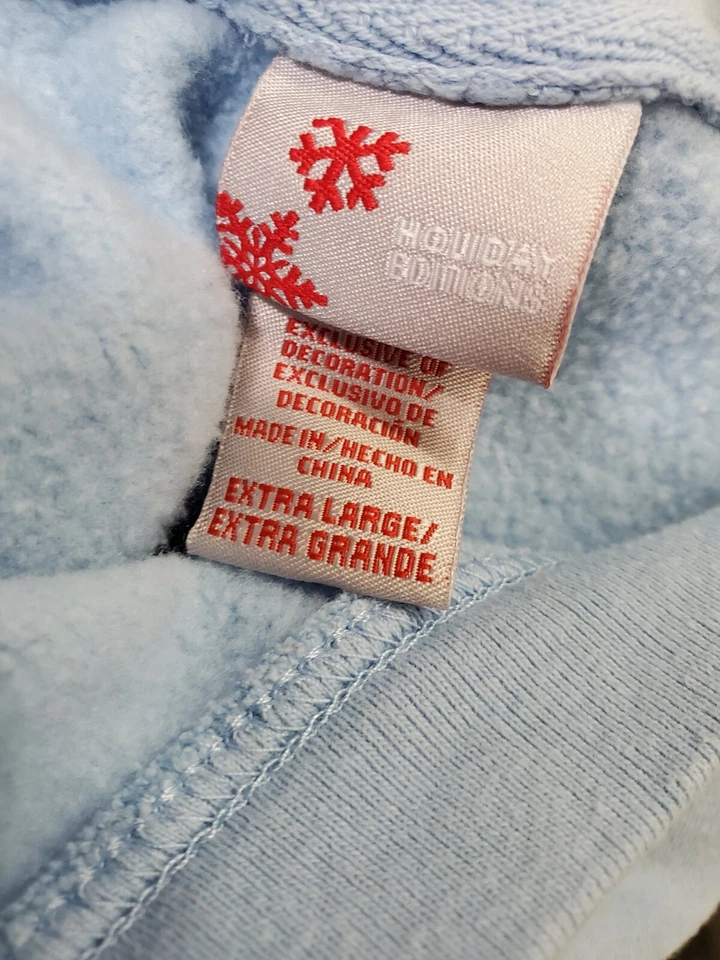 HOLIDAY
EDITIONS
EXCLUSIVE OF
DECORATION/
EXCLUSIVO DE
DECORACIÓN
MADE IN/HECHO EN
CHINA
EXTRA LARGE/
EXTRA GRANDE